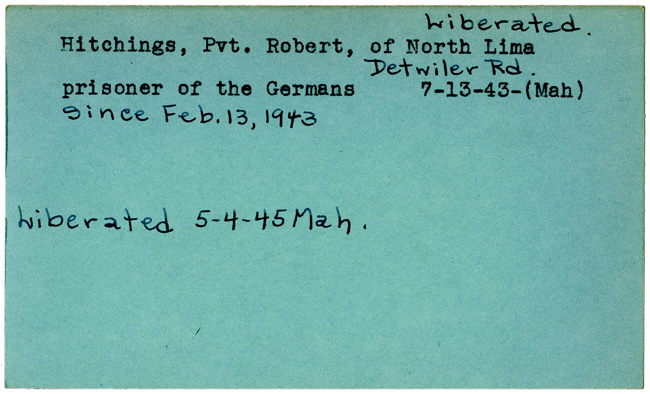 Liberated.
Hitchings, Pvt. Robert, of North Lima
Detwiler Rd.
prisoner of the Germans 7-13-43-(Mah)
Since Feb. 13, 1943
Liberated 5-4-45 Mah.